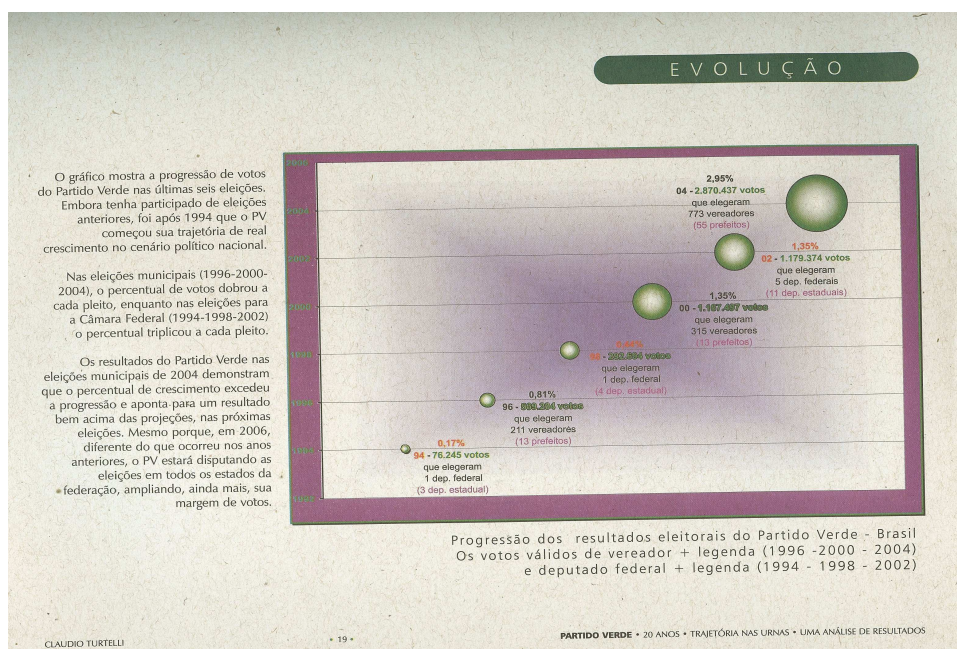 EVOLUÇÃO
O gráfico mostra a progressão de votos
do Partido Verde nas últimas seis eleições.
Embora tenha participado de eleições
anteriores, foi após 1994 que o PV
começou sua trajetória de real
crescimento no cenário político nacional.
Nas eleições municipais (1996-2000-
2004), o percentual de votos dobrou a
cada pleito, enquanto nas eleições para
a Câmara Federal (1994-1998-2002)
o percentual triplicou a cada pleito.
Os resultados do Partido Verde nas
eleições municipais de 2004 demonstram
que o percentual de crescimento excedeu
a progressão e aponta para um resultado
bem acima das projeções, nas próximas
eleições. Mesmo porque, em 2006,
diferente do que ocorreu nos anos
anteriores, o PV estará disputando as
eleições em todos os estados da
federação, ampliando, ainda mais, sua
margem de votos.
2,95%
04 - 2.870.437 votos
que elegeram
773 vereadores
(55 prefeitos)
1,35%
02 - 1.179.374 votos
que elegeram
5 dep. federais
(11 dep. estaduais)
1,35%
00 - votos
que elegeram
315 vereadores
(13 prefeitos)
votos
que elegeram
1 dep. federal
(4 dep. estadual)
0,81%
96 - votos
que elegeram
211 vereadores
(13 prefeitos)
0,17%
94 - 76.245 votos
que elegeram
1 dep. federal
(3 dep. estadual)
Progressão dos resultados eleitorais do Partido Verde - Brasil
Os votos válidos de vereador + legenda (1996 -2000 - 2004)
e deputado federal + legenda (1994 - 1998 - 2002)
CLAUDIO TURTELLI
• 19 •
PARTIDO VERDE • 20 ANOS • TRAJETÓRIA NAS URNAS • UMA ANÁLISE DE RESULTADOS